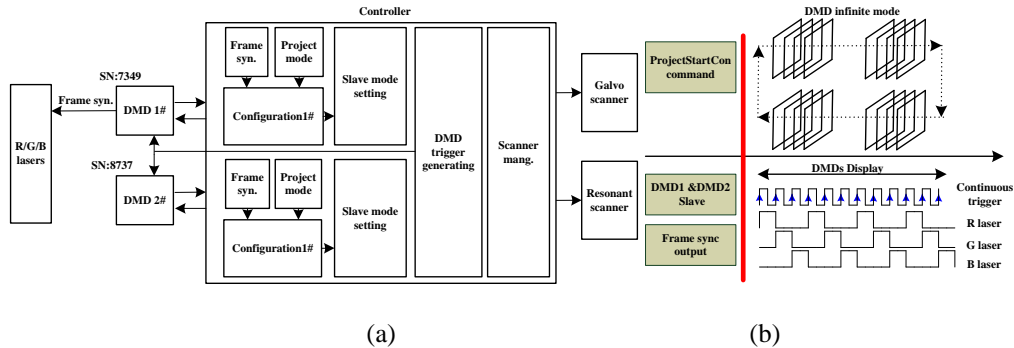 Controller
Frame
syn.
Project
mode
Slave mode
setting
Configuration1#
SN:7349
Frame syn.
DMD 1#
R/G/B
lasers
SN:8737
DMD 2#
Frame
syn.
Project
mode
Slave mode
setting
Configuration1#
DMD
trigger
generating
Scanner
mang.
Galvo
scanner
Resonant
scanner
(a)
ProjectStartCon
command
DMD infinite mode
DMDs Display
DMD1 &DMD2
Slave
Continuous
trigger
Frame sync
output
R laser
G laser
B laser
(b)